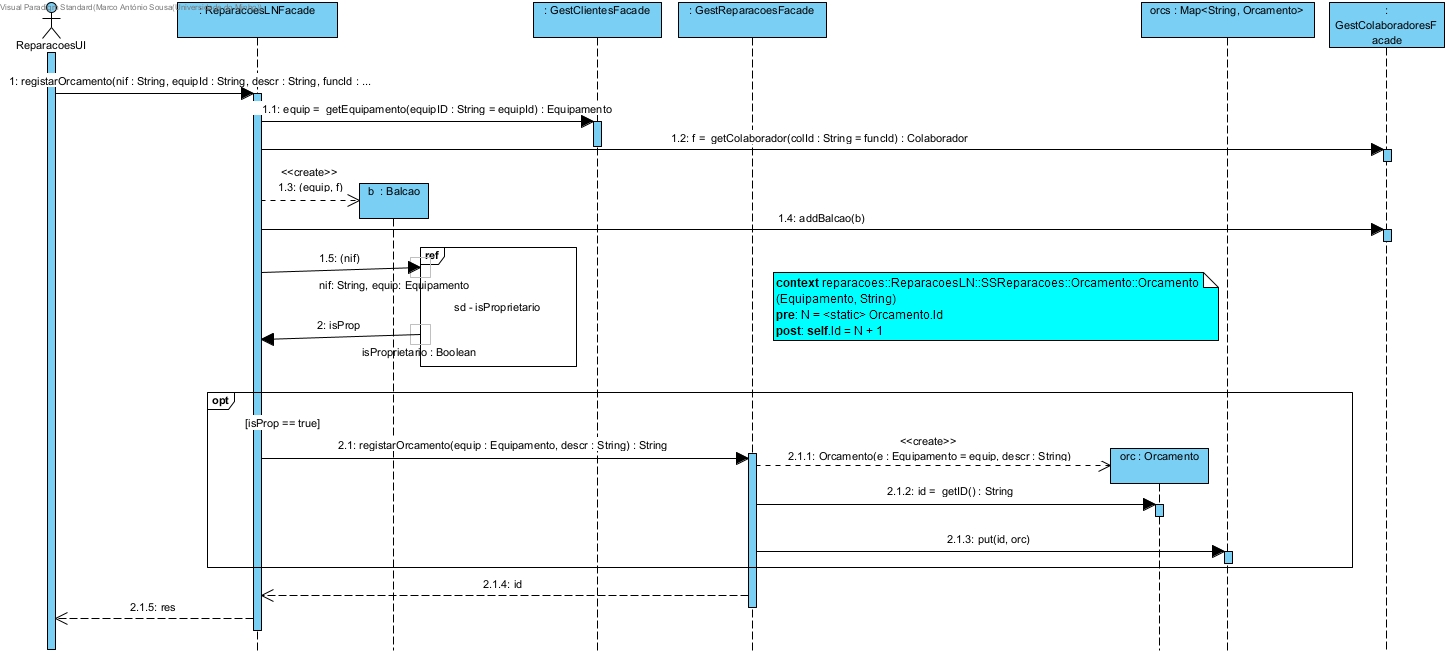 Visual Paradigm Standard(Marco António Sousa(Universidade do Minho))
: ReparacoesLNFacade
: GestClientesFacade
: GestReparacoesFacade
orcs : Map<String, Orcamento>
:
GestColaboradoresF
acade
ReparacoesUI
1: registarOrcamento(nif : String, equipId : String, descr : String, funcId : ...
1.1: equip = getEquipamento(equipID : String = equipId) : Equipamento
1.2: f = getColaborador(colId : String = funcId) : Colaborador
<<create>>
1.3: (equip, f)
b : Balcao
1.4: addBalcao(b)
ref
1.5: (nif)
nif: String, equip: Equipamento
sd - isProprietario
2: isProp
isProprietario : Boolean
context reparacoes::ReparacoesLN::SSReparacoes::Orcamento::Orcamento
(Equipamento, String)
pre: N = <static> Orcamento.Id
post: self.Id = N + 1
opt
[isProp == true]
2.1: registarOrcamento(equip : Equipamento, descr : String) : String
<<create>>
2.1.1: Orcamento(e : Equipamento = equip, descr : String)
orc : Orcamento
2.1.2: id = getID() : String
2.1.3: put(id, orc)
2.1.4: id
2.1.5: res